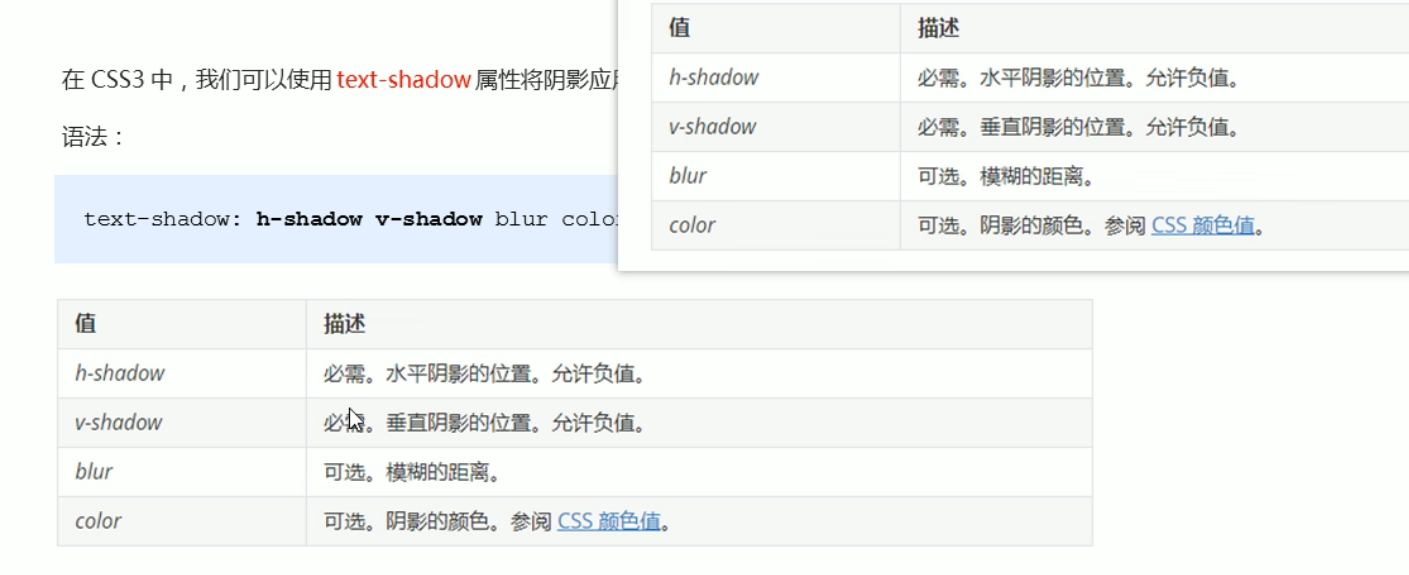 在 CSS3 中，我们可以使用 text-shadow 属性将阴影应
语法：
text-shadow: h-shadow v-shadow blur
值 描述
h-shadow 必需。水平阴影的位置。允许负值。
v-shadow 必需。垂直阴影的位置。允许负值。
blur 可选。模糊的距离。
color 可选。阴影的颜色。参阅 CSS 颜色值。
值 描述
h-shadow 必需。水平阴影的位置。允许负值。
v-shadow 必需。垂直阴影的位置。允许负值。
blur 可选。模糊的距离。
color 可选。阴影的颜色。参阅 CSS 颜色值。